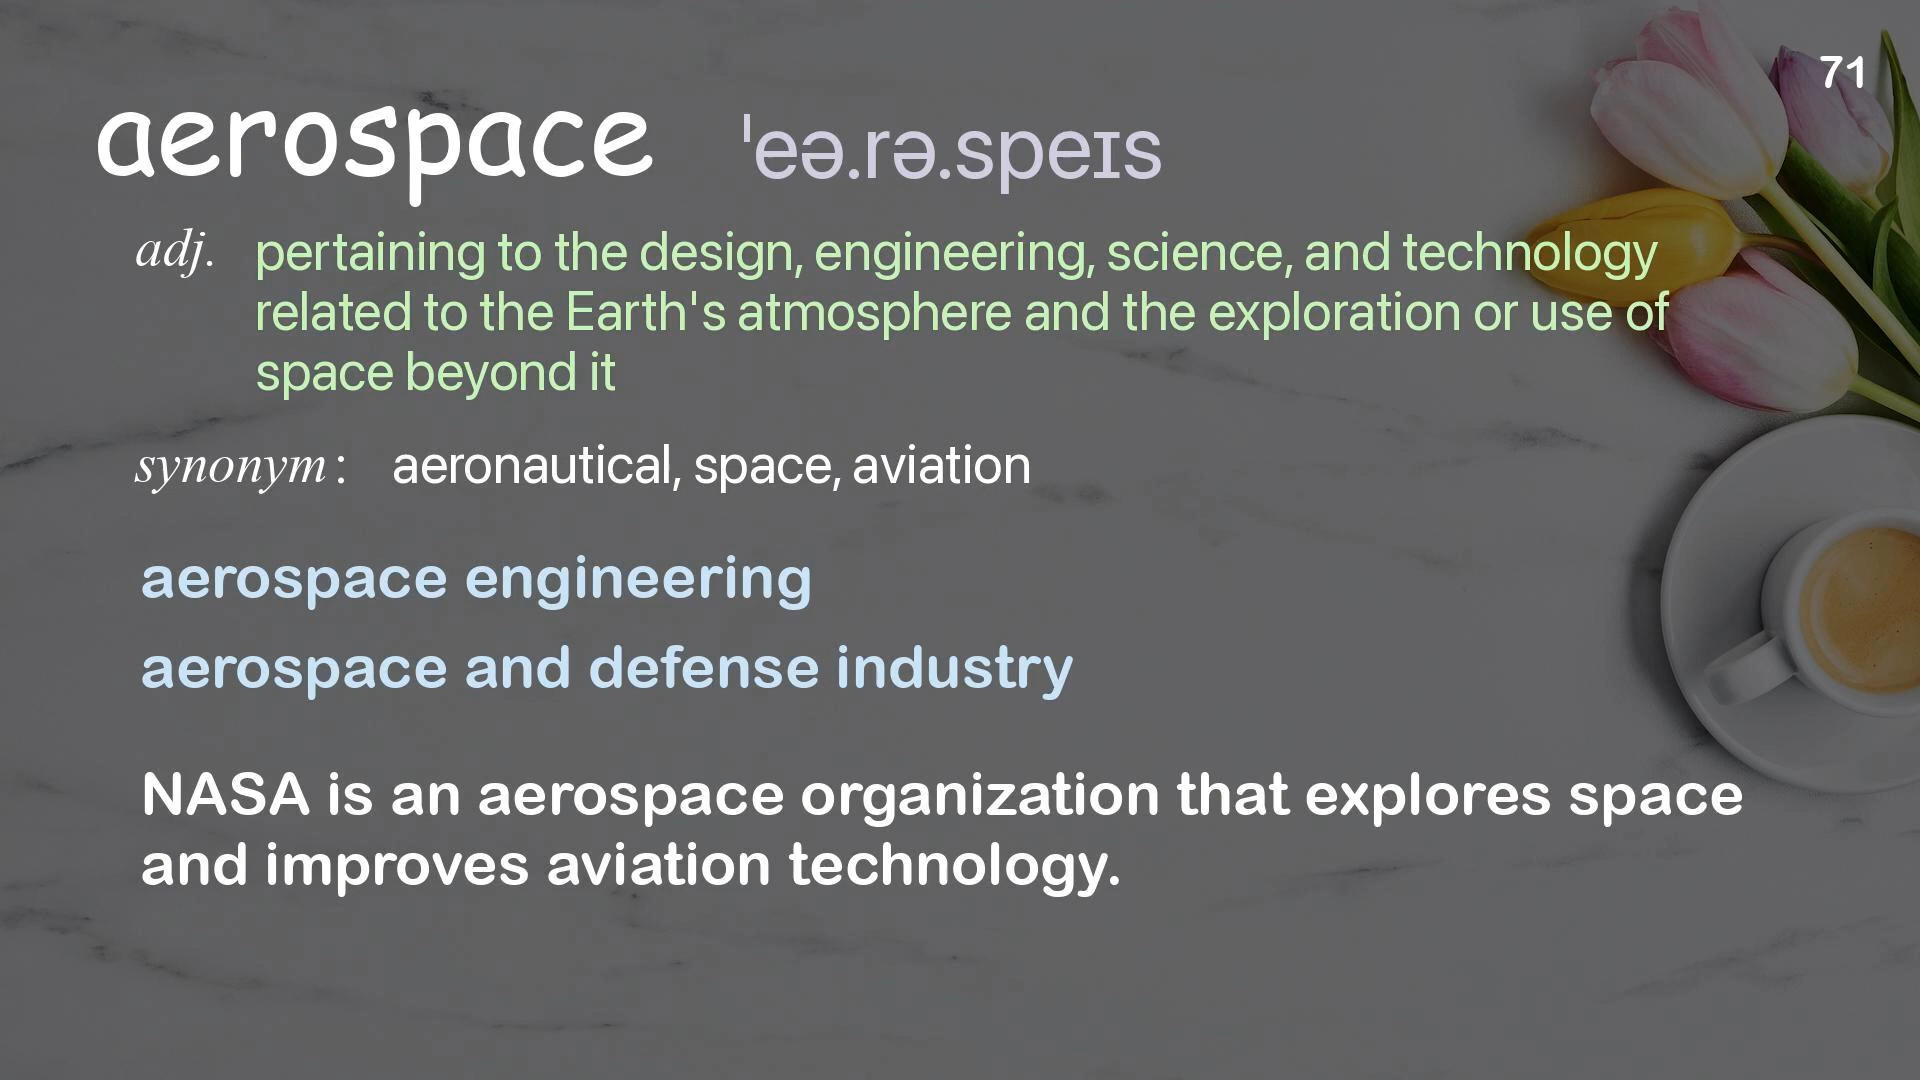 71
aerospace ˈeə.rə.speɪs
adj. pertaining to the design, engineering, science, and technology
related to the Earth's atmosphere and the exploration or use of
space beyond it
synonym: aeronautical, space, aviation
aerospace engineering
aerospace and defense industry
NASA is an aerospace organization that explores space
and improves aviation technology.